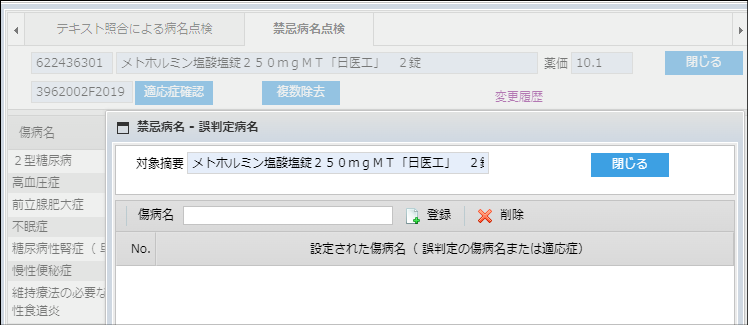 テキスト照合による病名点検 禁忌病名点検
622436301 メトホルミン塩酸塩錠２５０ｍｇＭＴ「日医工」　２錠 薬価 10.1 閉じる
3962002F2019 適応症確認 複数除去 変更履歴
傷病名
２型糖尿病
高血圧症
前立腺肥大症
不眠症
糖尿病性腎症（
慢性便秘症
維持療法の必要な
性食道炎
禁忌病名 - 誤判定病名
対象摘要 メトホルミン塩酸塩錠２５０ｍｇＭＴ「日医工」　２錠 閉じる
傷病名 登録 削除
No. 設定された傷病名（ 誤判定の傷病名または適応症）